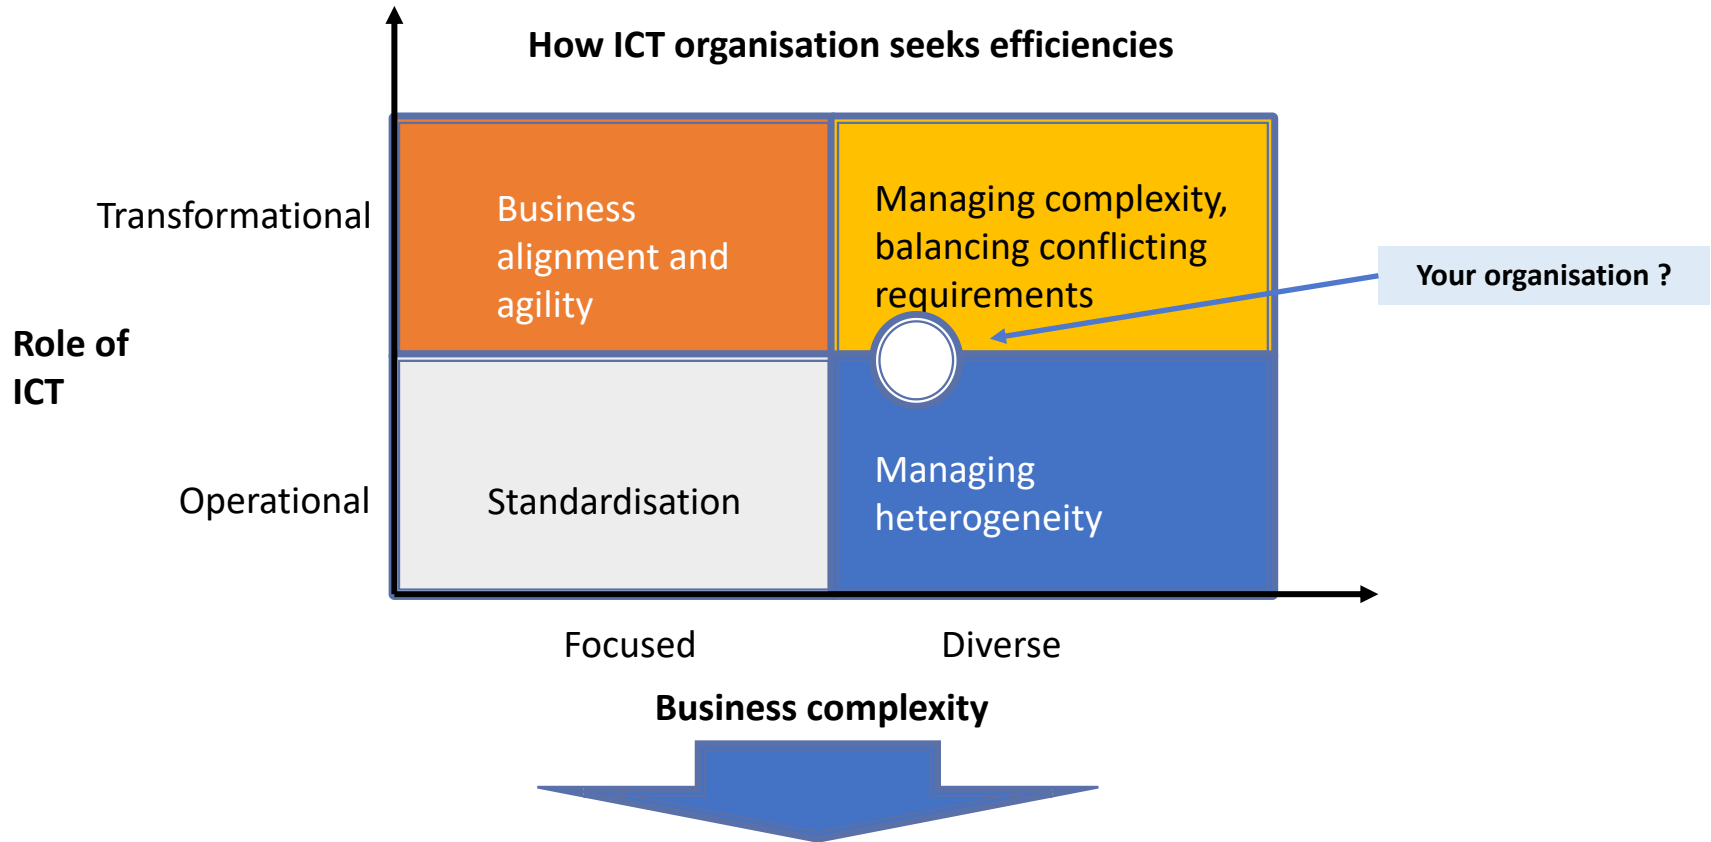 How ICT organisation seeks efficiencies
Transformational
Business
alignment and
agility
Managing complexity,
balancing conflicting
requirements
Your organisation ?
Role of
ICT
Operational
Standardisation
Managing
heterogeneity
Focused
Diverse
Business complexity